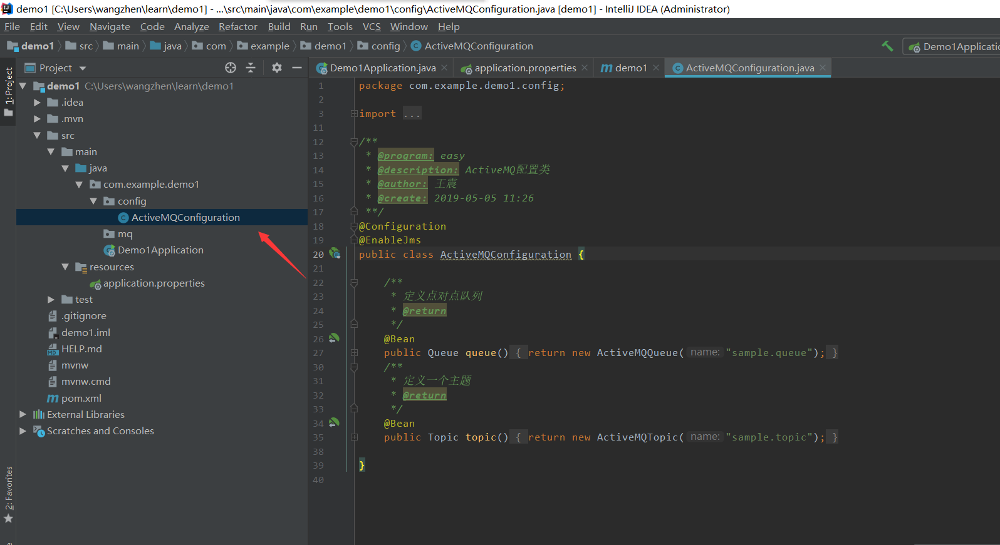 demo1 [C:\Users\wangzhen\learn\demo1] - ...\src\main\java\com\example\demo1\config\ActiveMQConfiguration.java [demo1] - IntelliJ IDEA (Administrator)
File Edit View Navigate Code Analyze Refactor Build Run Tools VCS Window Help
demo1 src main java com example demo1 config ActiveMQConfiguration Demo1Applicatio
1: Project
2: Favorites
Project
demo1 C:\Users\wangzhen\learn\demo1
.idea
.mvn
src
main
java
com.example.demo1
config
ActiveMQConfiguration
mq
Demo1Application
resources
application.properties
test
.gitignore
demo1.iml
HELP.md
mvnw
mvnw.cmd
pom.xml
External Libraries
Scratches and Consoles
Demo1Application.java application.properties demo1 ActiveMQConfiguration.java
1 package com.example.demo1.config;
2
3 import ...
11
12 /**
13 * @program: easy
14 * @description: ActiveMQ配置类
15 * @author: 王震
16 * @create: 2019-05-05 11:26
17 **/
18 @Configuration
19 @EnableJms
20 public class ActiveMQConfiguration {
21
22 /**
23 * 定义点对点队列
24 * @return
25 */
26 @Bean
27 public Queue queue() { return new ActiveMQQueue( name: "sample.queue"); }
30 /**
31 * 定义一个主题
32 * @return
33 */
34 @Bean
35 public Topic topic() { return new ActiveMQTopic( name: "sample.topic"); }
38
39 }
40